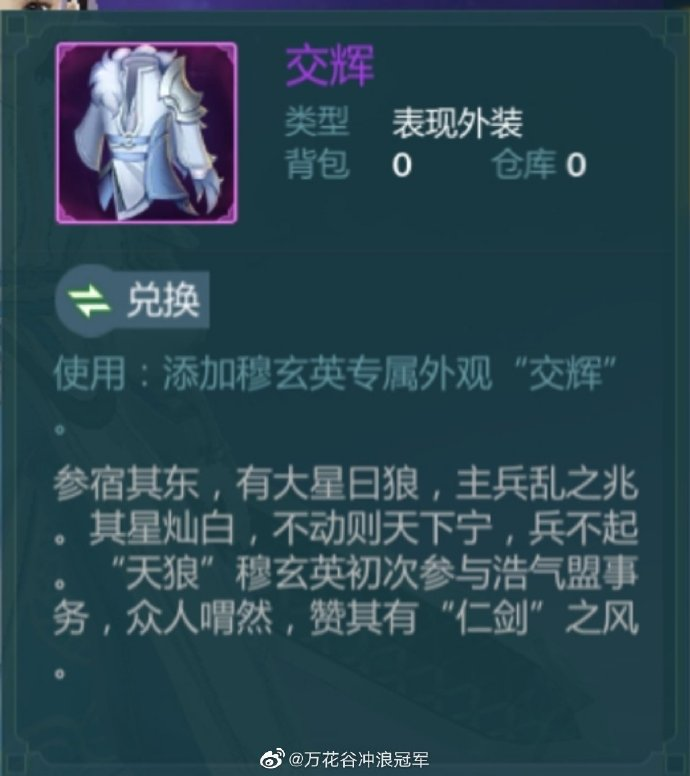 交辉
类型 表现外装
背包 0 仓库 0
兑换
使用：添加穆玄英专属外观“交辉”
。
参宿其东，有大星曰狼，主兵乱之兆
。其星灿白，不动则天下宁，兵不起
。“天狼”穆玄英初次参与浩气盟事
务，众人喟然，赞其有“仁剑”之风
。
@万花谷冲浪冠军